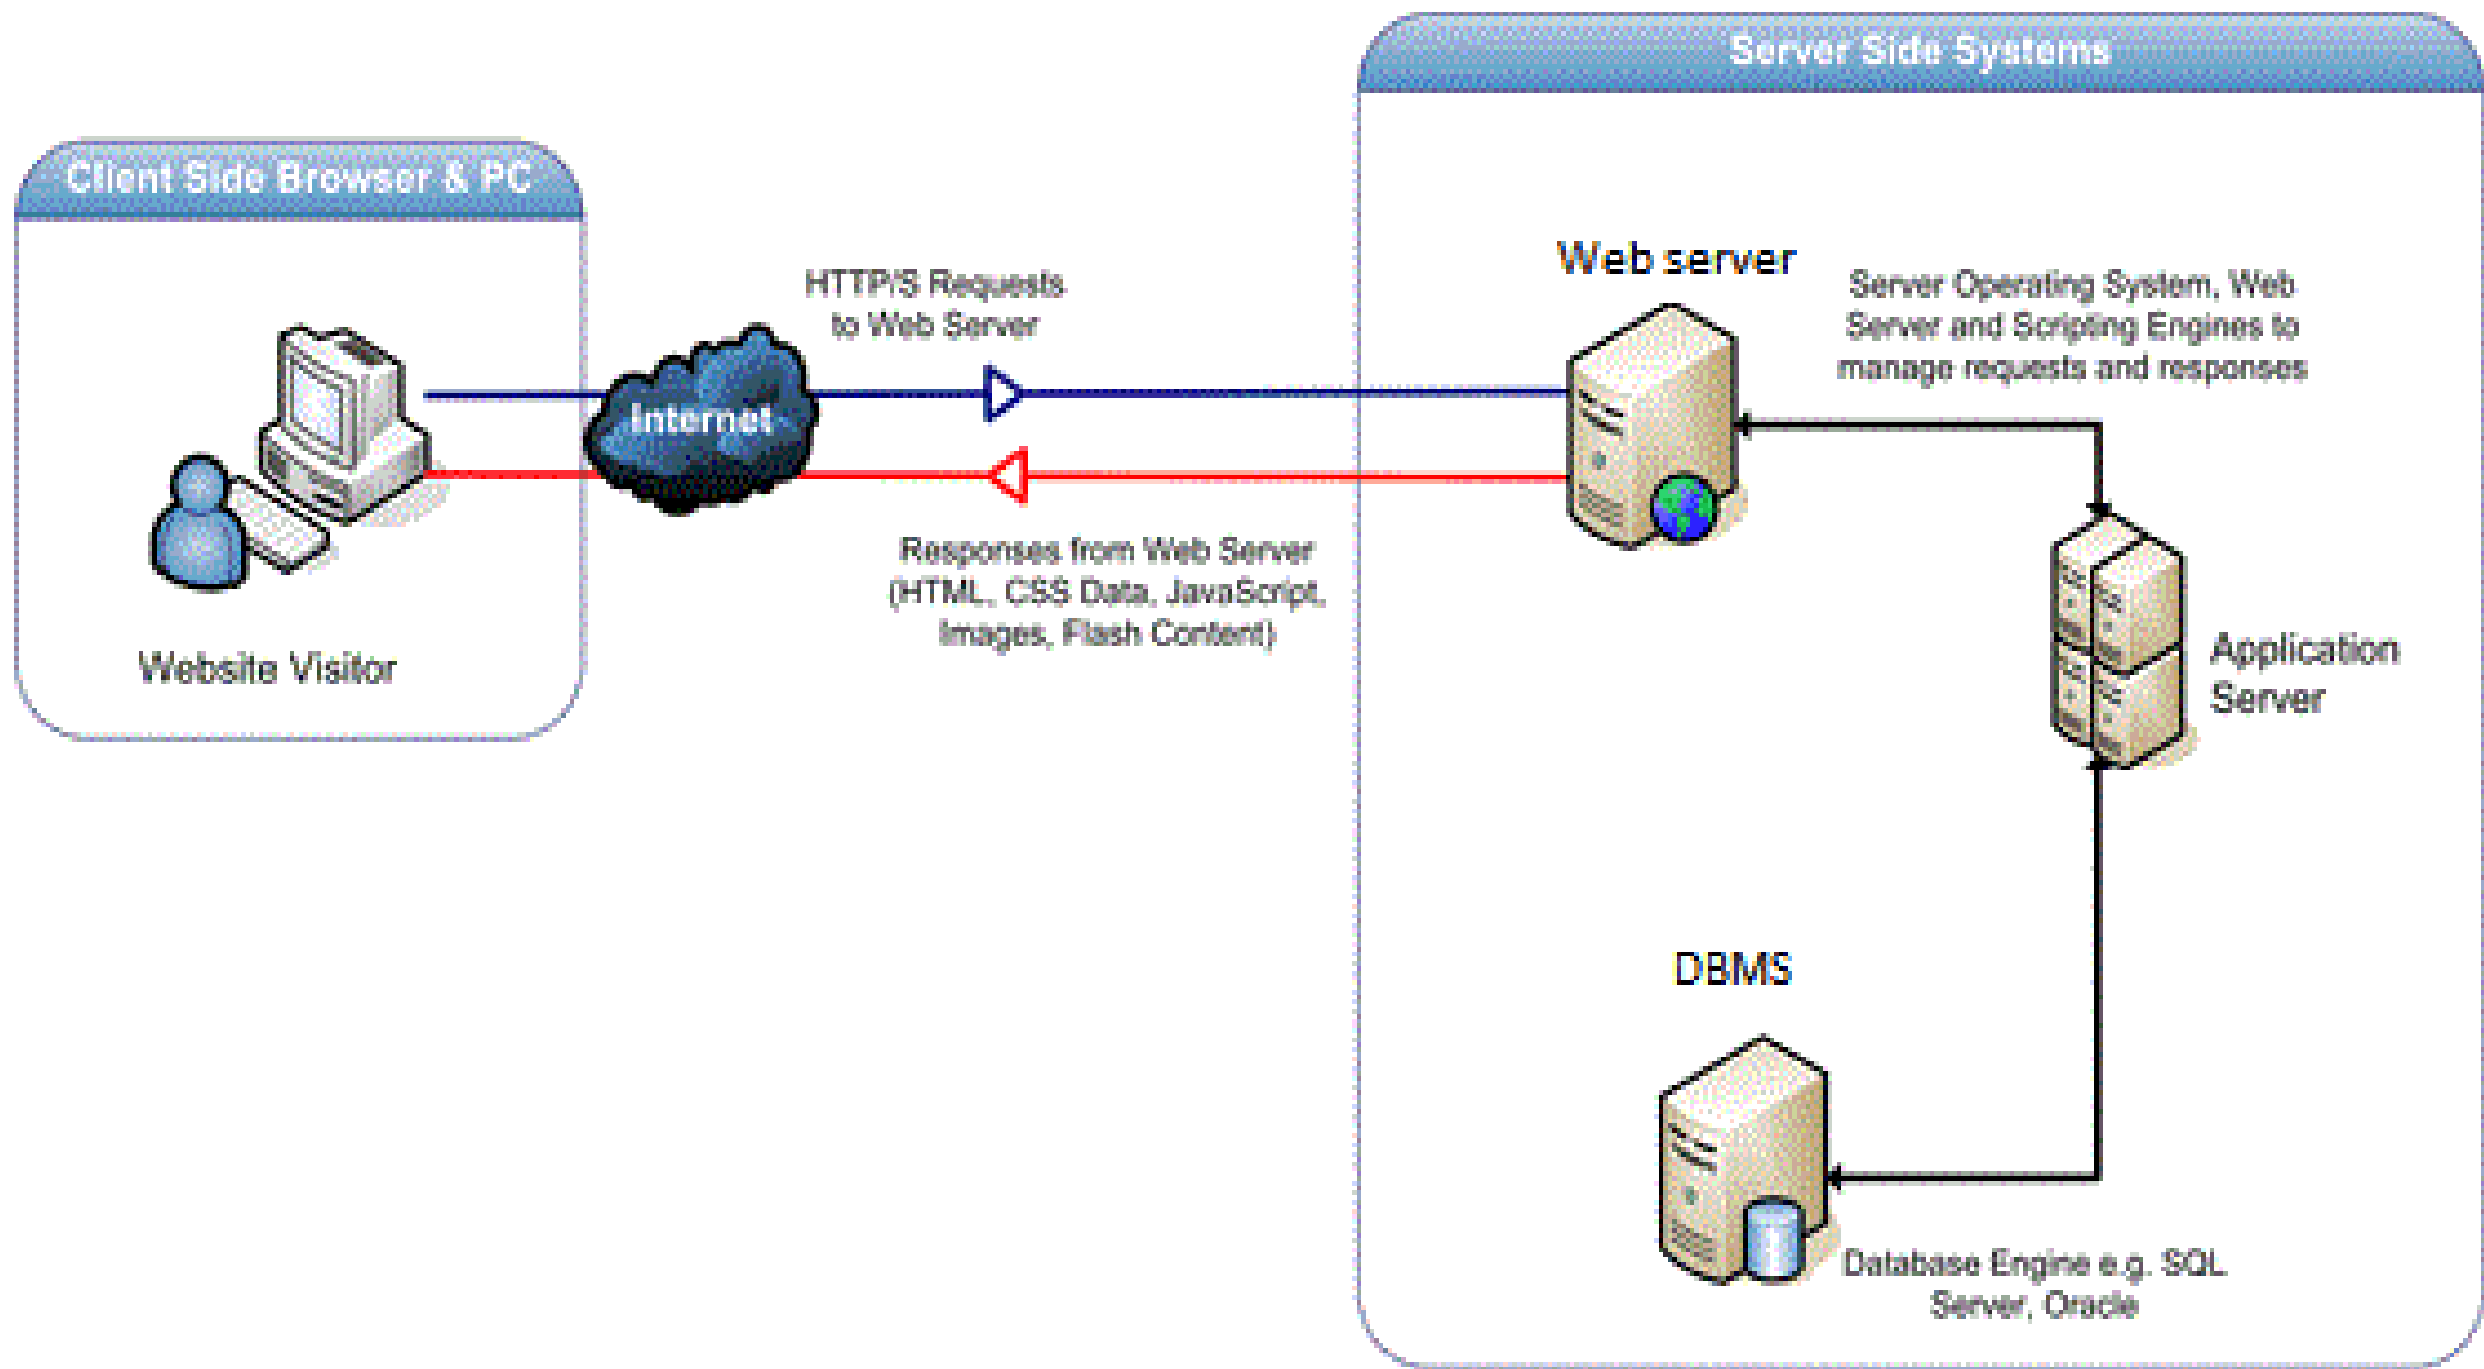 Server Side Systems
Client Side Browser & PC
Web server
HTTP/S Requests
to Web Server
Server Operating System, Web
Server and Scripting Engines to
manage requests and responses
Internet
Responses from Web Server
(HTML, CSS Data, JavaScript,
Images, Flash Content)
Website Visitor
Application
Server
DBMS
Database Engine e.g. SQL
Server, Oracle